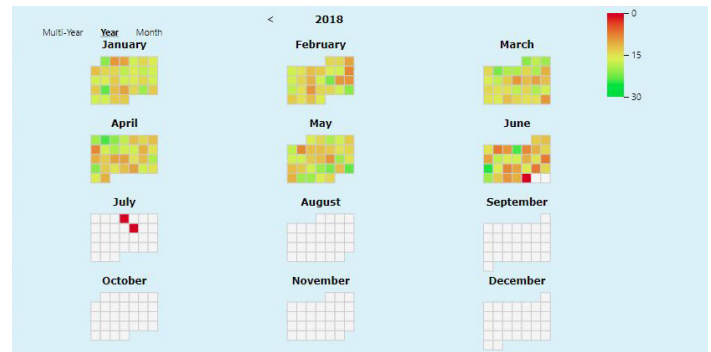 < 2018
Multi-Year Year Month
January February March
April May June
July August September
October November December
0
15
30